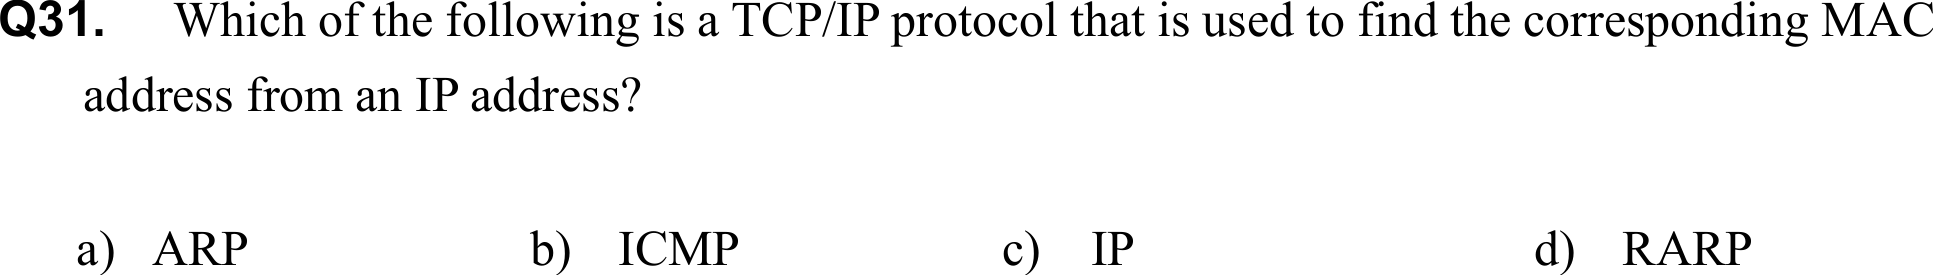 Q31. Which of the following is a TCP/IP protocol that is used to find the corresponding MAC
address from an IP address?
a) ARP b) ICMP c) IP d) RARP